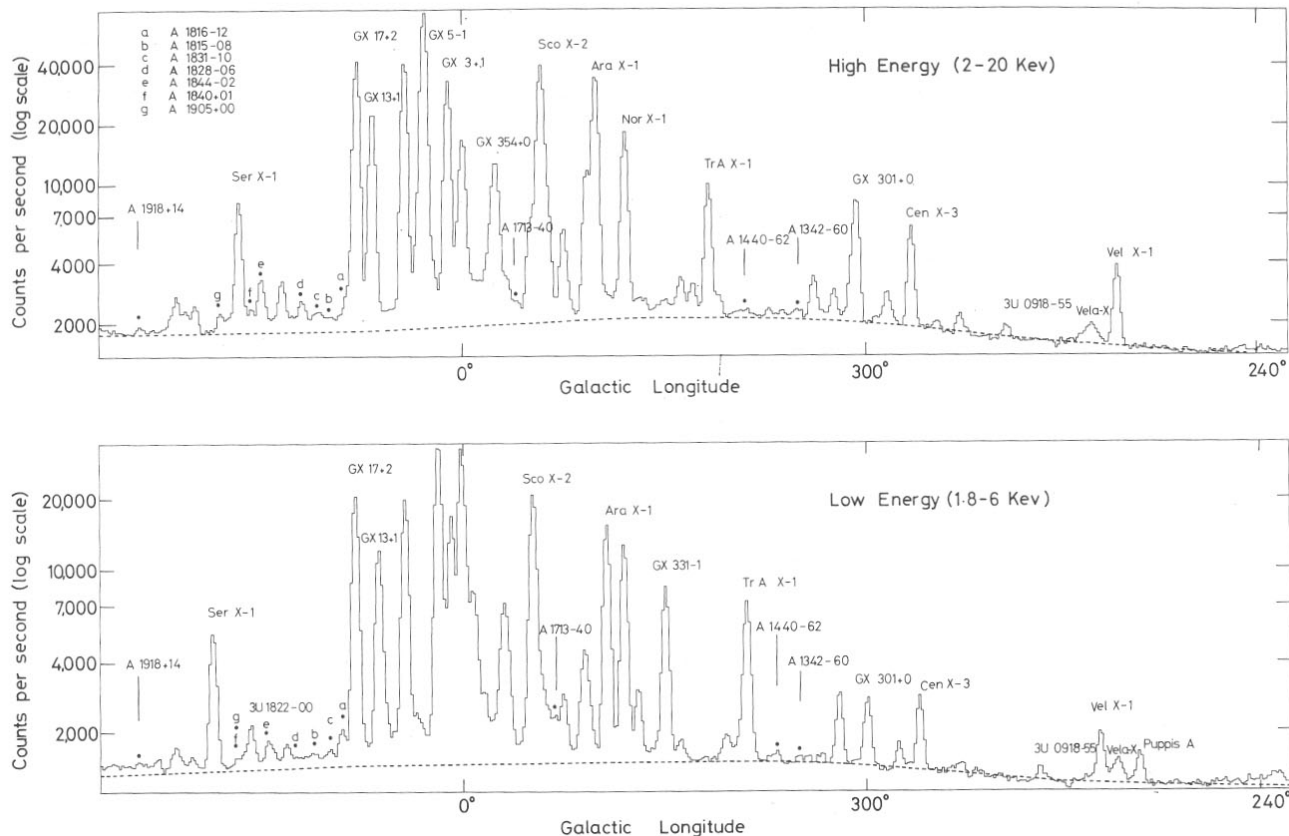 a A 1816-12
b A 1815-08
c A 1831-10
d A 1828-06
e A 1844-02
f A 1840+01
g A 1905+00
High Energy (2-20 Kev)
Counts per second (log scale)
40,000
20,000
10,000
7,000
4,000
2000
A 1918+14
Ser X-1
g
f
e
d
c
b
a
GX 17+2
GX 13+1
GX 5-1
GX 3+1
GX 354+0
A 1713-40
Sco X-2
Ara X-1
Nor X-1
TrA X-1
A 1440-62
A 1342-60
GX 301+0
Cen X-3
3U 0918-55
Vela-X
Vel X-1
0° 300° 240°
Galactic Longitude
Low Energy (1·8-6 Kev)
Counts per second (log scale)
20,000
10,000
7,000
4,000
2,000
A 1918+14
Ser X-1
g
f
3U 1822-00
e
d
b
c
a
GX 17+2
GX 13+1
Sco X-2
A 1713-40
Ara X-1
GX 331-1
Tr A X-1
A 1440-62
A 1342-60
GX 301+0
Cen X-3
3U 0918-55
Vel X-1
Vela-X
Puppis A
0° 300° 240°
Galactic Longitude